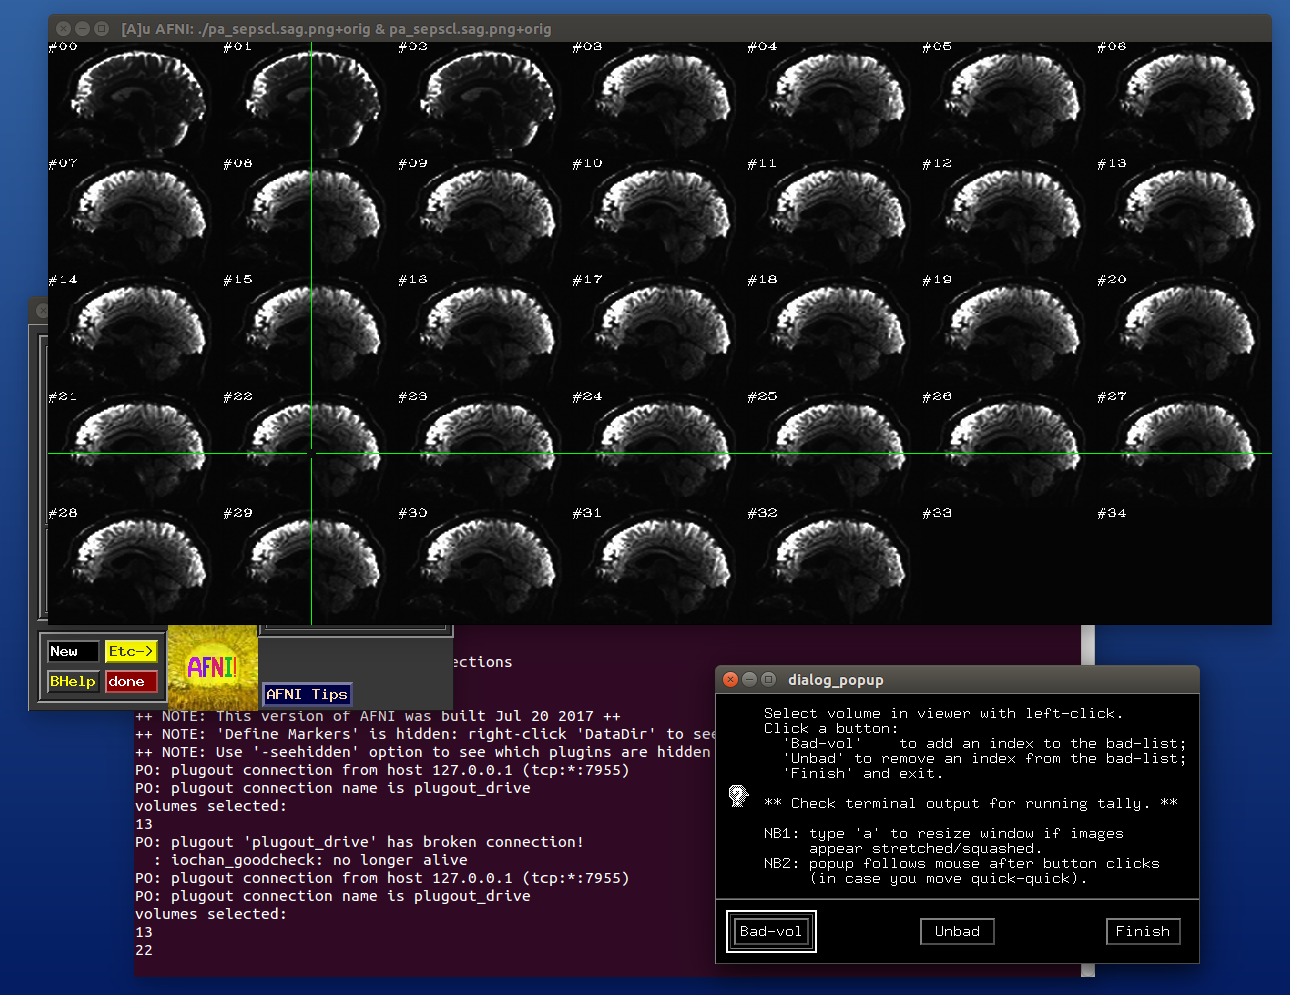 [A]u AFNI: ./pa_sepscl.sag.png+orig & pa_sepscl.sag.png+orig
#00 #01 #02 #03 #04 #05 #06
#07 #08 #09 #10 #11 #12 #13
#14 #15 #16 #17 #18 #19 #20
#21 #22 #23 #24 #25 #26 #27
#28 #29 #30 #31 #32 #33 #34
New Etc->
BHelp done
AFNI!
AFNI Tips
ections
++ NOTE: This version of AFNI was built Jul 20 2017 ++
++ NOTE: 'Define Markers' is hidden: right-click 'DataDir' to see
++ NOTE: Use '-seehidden' option to see which plugins are hidden
PO: plugout connection from host 127.0.0.1 (tcp:*:7955)
PO: plugout connection name is plugout_drive
volumes selected:
13
PO: plugout 'plugout_drive' has broken connection!
: iochan_goodcheck: no longer alive
PO: plugout connection from host 127.0.0.1 (tcp:*:7955)
PO: plugout connection name is plugout_drive
volumes selected:
13
22
dialog_popup
Select volume in viewer with left-click.
Click a button:
'Bad-vol' to add an index to the bad-list;
'Unbad' to remove an index from the bad-list;
'Finish' and exit.
** Check terminal output for running tally. **
NB1: type 'a' to resize window if images
appear stretched/squashed.
NB2: popup follows mouse after button clicks
(in case you move quick-quick).
Bad-vol Unbad Finish